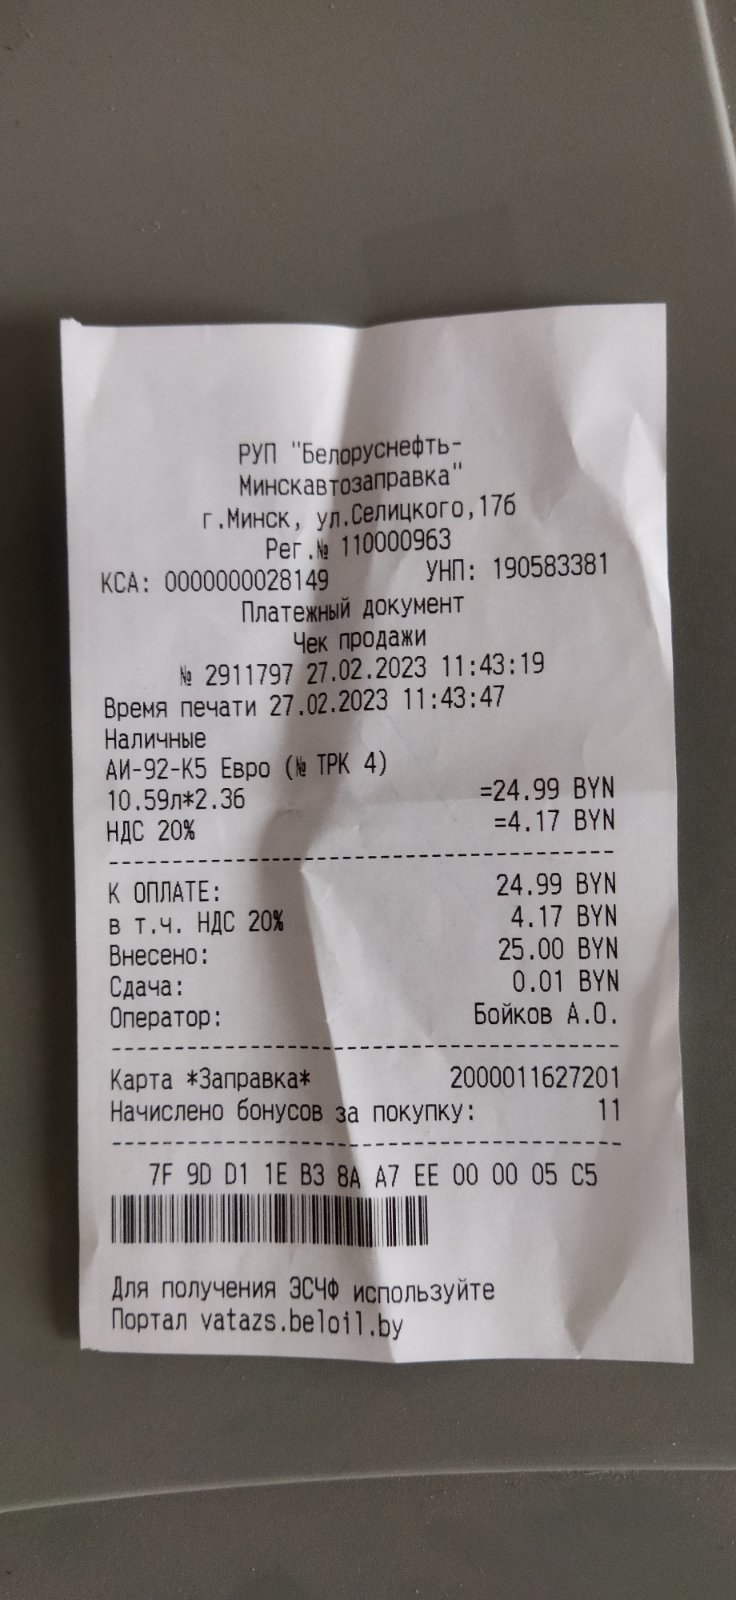 РУП "Белоруснефть-
Минскавтозаправка"
г.Минск, ул.Селицкого,17б
Рег.№ 110000963
КСА: 0000000028149 УНП: 190583381
Платежный документ
Чек продажи
№ 2911797 27.02.2023 11:43:19
Время печати 27.02.2023 11:43:47
Наличные
АИ-92-К5 Евро (№ ТРК 4)
10.59л*2.36 =24.99 BYN
НДС 20% =4.17 BYN
К ОПЛАТЕ: 24.99 BYN
в т.ч. НДС 20% 4.17 BYN
Внесено: 25.00 BYN
Сдача: 0.01 BYN
Оператор: Бойков А.О.
Карта *Заправка* 2000011627201
Начислено бонусов за покупку: 11
7F 9D D1 1E B3 8A A7 EE 00 00 05 C5
Для получения ЭСЧФ используйте
Портал vatazs.beloil.by